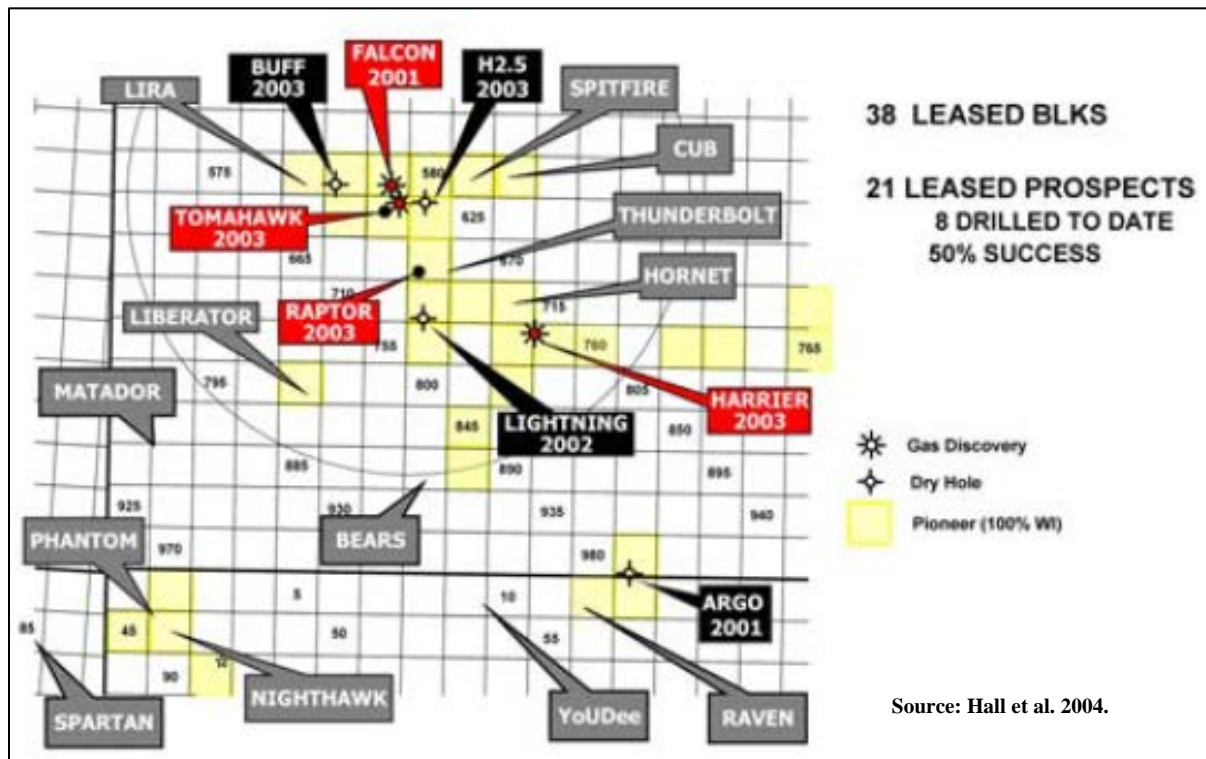 FALCON
2001
BUFF
2003
H2.5
2003
LIRA
SPITFIRE
38 LEASED BLKS
CUB
575
580
21 LEASED PROSPECTS
TOMAHAWK
2003
625
THUNDERBOLT
8 DRILLED TO DATE
665
670
50% SUCCESS
HORNET
710
715
LIBERATOR
RAPTOR
2003
755
760
765
MATADOR
795
800
805
HARRIER
2003
845
LIGHTNING
2002
850
Gas Discovery
885
890
895
Dry Hole
925
930
935
940
Pioneer (100% WI)
PHANTOM
BEARS
970
980
5
10
ARGO
2001
85
45
50
55
90
NIGHTHAWK
YoUDee
RAVEN
SPARTAN
Source: Hall et al. 2004.